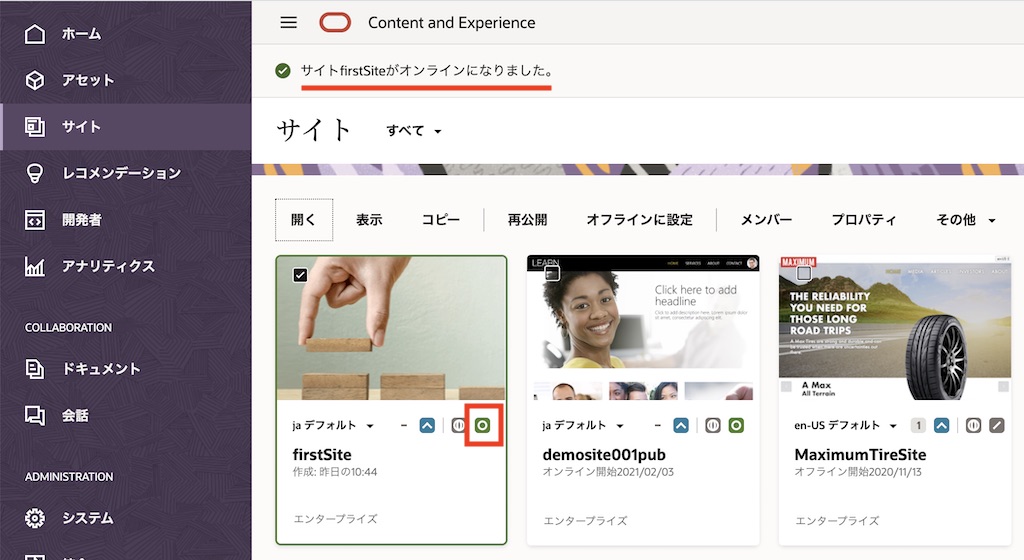 ホーム
アセット
サイト
レコメンデーション
開発者
アナリティクス
COLLABORATION
ドキュメント
会話
ADMINISTRATION
システム
Content and Experience
サイトfirstSiteがオンラインになりました。
サイト すべて
開く 表示 コピー 再公開 オフラインに設定 メンバー プロパティ その他
ja デフォルト –
firstSite
作成: 昨日の10:44
エンタープライズ
LEARN
HOME SERVICES ABOUT CONTACT
Click here to add
headline
ja デフォルト –
demosite001pub
オンライン開始2021/02/03
エンタープライズ
MAXIMUM
THE RELIABILITY
YOU NEED FOR
THOSE LONG
ROAD TRIPS
A Max
All Terrain
en-US デフォルト 1
MaximumTireSite
オフライン開始2020/11/13
エンタープライズ